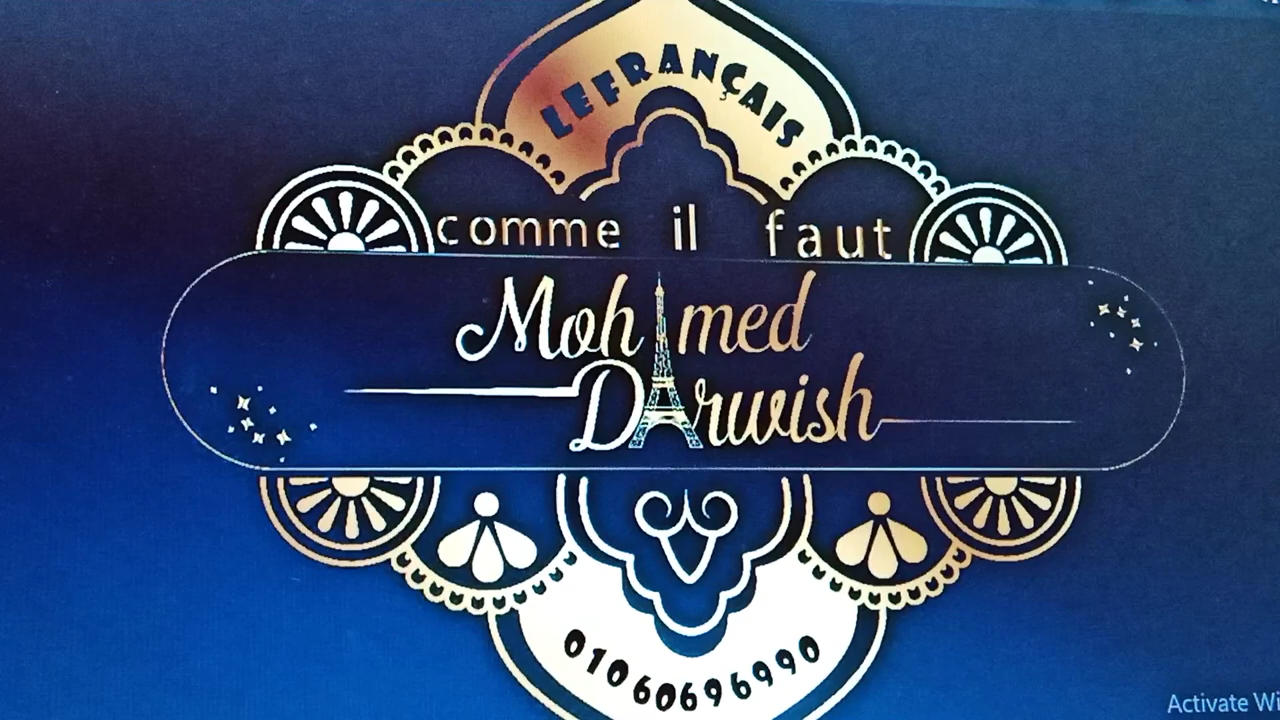 LEFRANÇAIS
comme il faut
Mohamed
Darwish
01060696990
Activate Wi